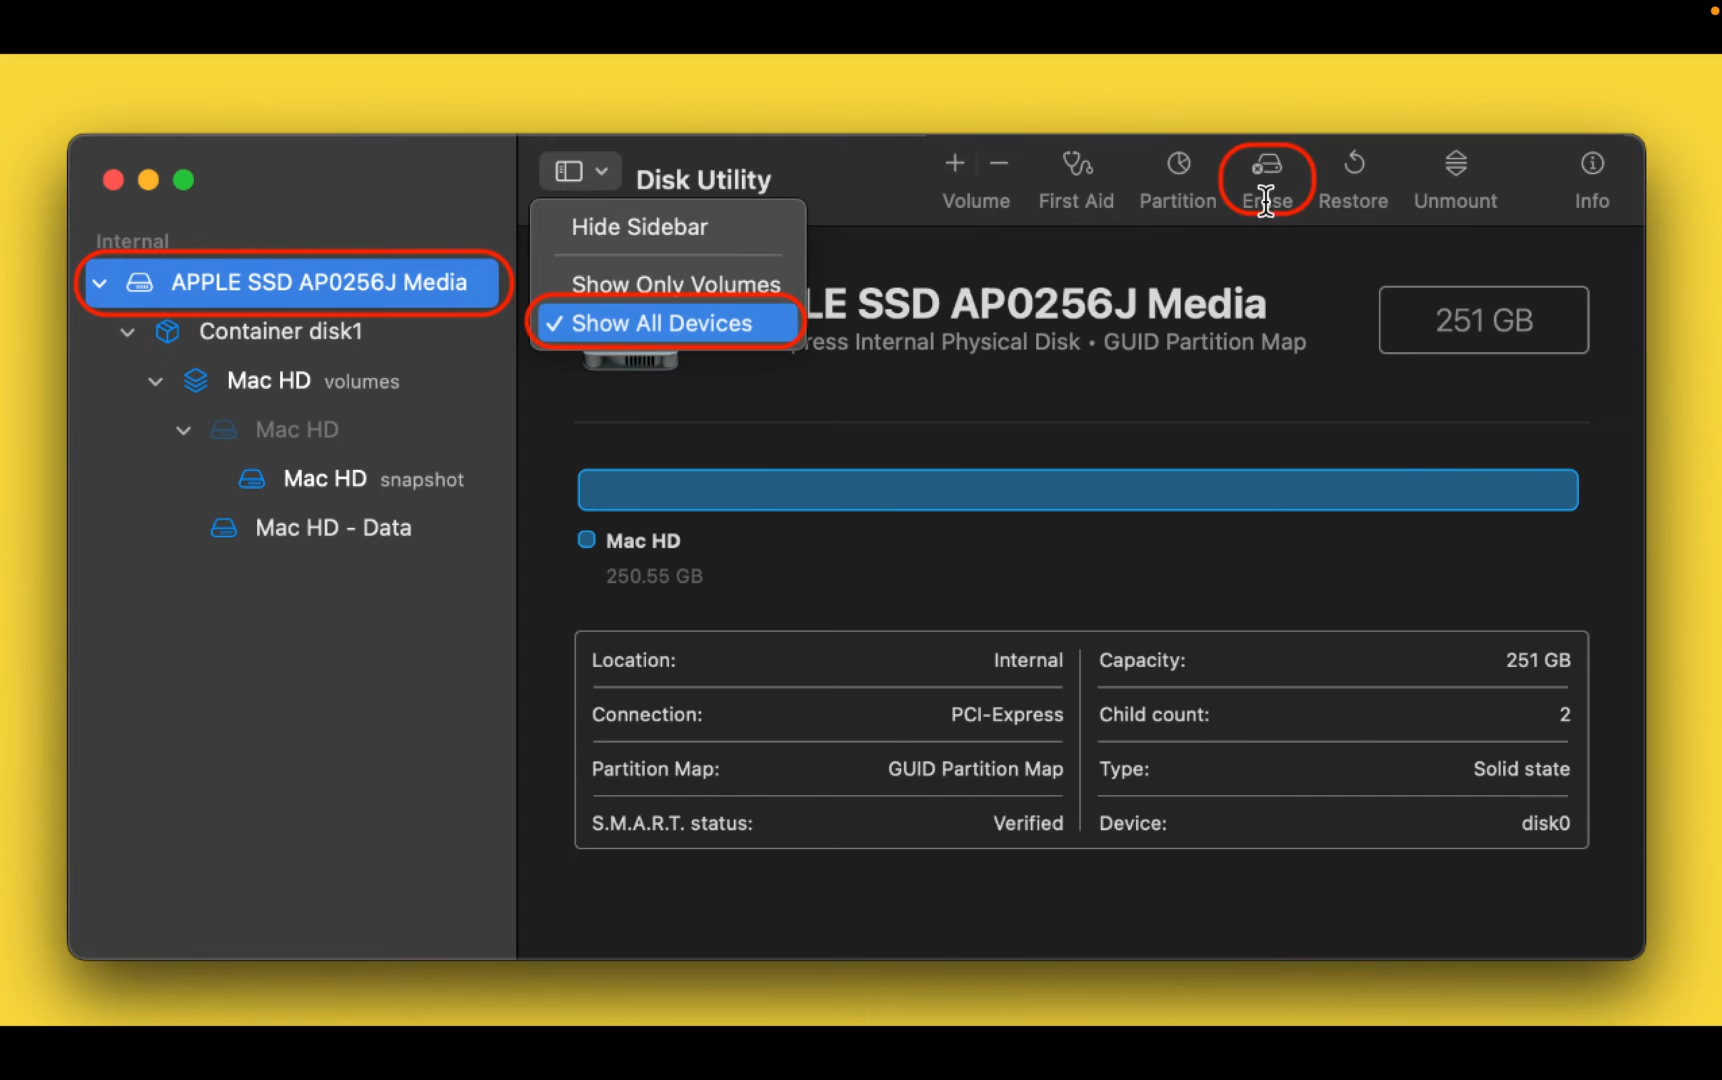 Disk Utility
Volume
First Aid
Partition
Erase
Restore
Unmount
Info
Hide Sidebar
Show Only Volumes
Show All Devices
Internal
APPLE SSD AP0256J Media
Container disk1
Mac HD volumes
Mac HD
Mac HD snapshot
Mac HD - Data
LE SSD AP0256J Media
ress Internal Physical Disk • GUID Partition Map
251 GB
Mac HD
250.55 GB
Location: Internal
Capacity: 251 GB
Connection: PCI-Express
Child count: 2
Partition Map: GUID Partition Map
Type: Solid state
S.M.A.R.T. status: Verified
Device: disk0